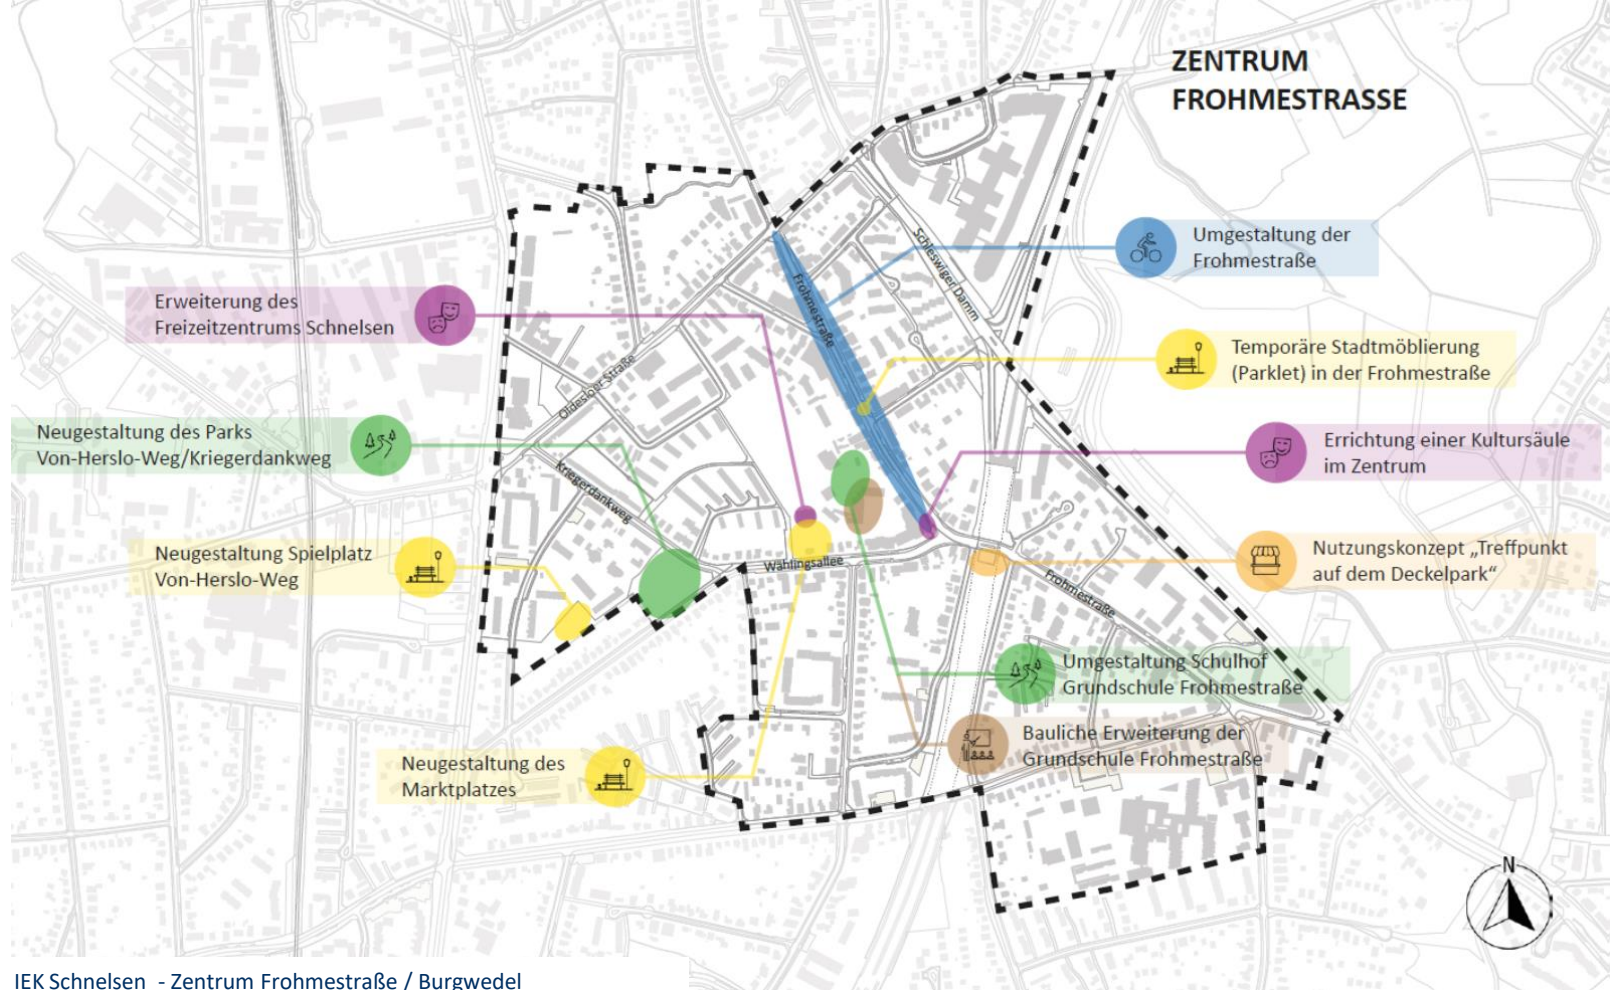 ZENTRUM
FROHMESTRASSE
Umgestaltung der
Frohmestraße
Temporäre Stadtmöblierung
(Parklet) in der Frohmestraße
Errichtung einer Kultursäule
im Zentrum
Nutzungskonzept „Treffpunkt
auf dem Deckelpark“
Umgestaltung Schulhof
Grundschule Frohmestraße
Bauliche Erweiterung der
Grundschule Frohmestraße
Erweiterung des
Freizeitzentrums Schnelsen
Neugestaltung des Parks
Von-Herslo-Weg/Kriegerdankweg
Neugestaltung Spielplatz
Von-Herslo-Weg
Neugestaltung des
Marktplatzes
Schleswiger Damm
Frohmestraße
Oldesloer Straße
Kriegerdankweg
Wählingsallee
Frohmestraße
N
IEK Schnelsen - Zentrum Frohmestraße / Burgwedel